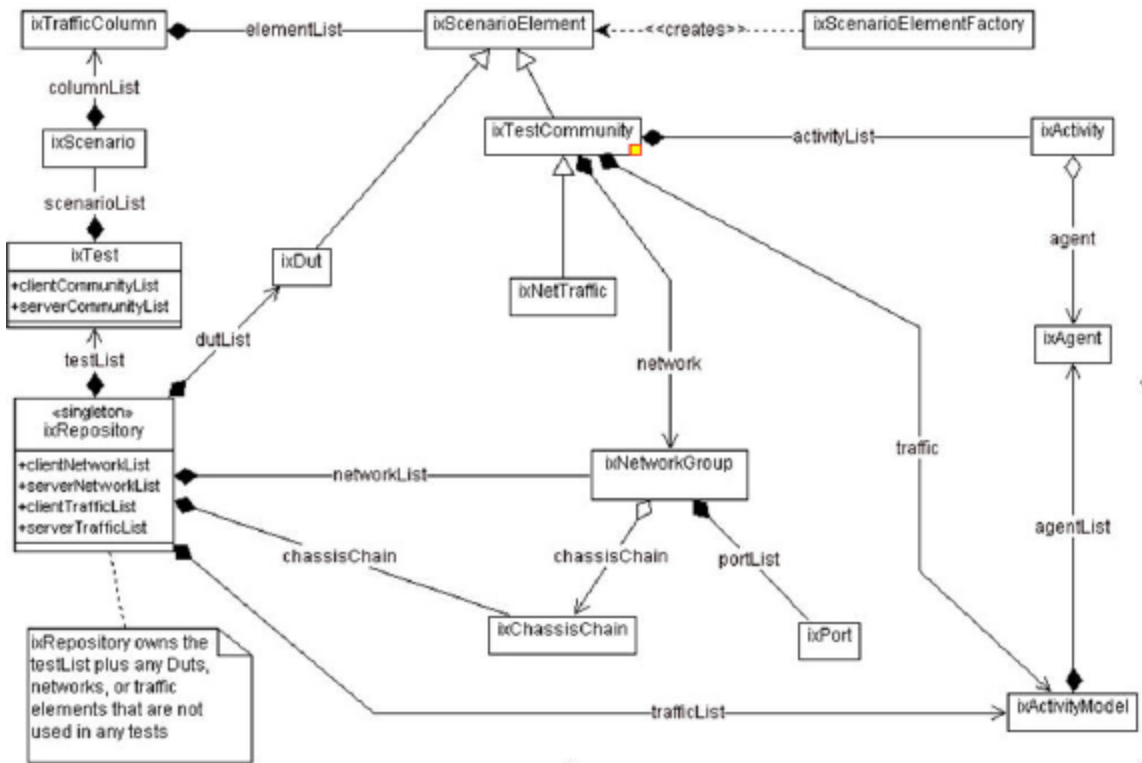 ixTrafficColumn
elementList
ixScenarioElement
<<creates>>
ixScenarioElementFactory
columnList
ixScenario
ixTestCommunity
activityList
ixActivity
scenarioList
ixTest
+clientCommunityList
+serverCommunityList
ixDut
ixNetTraffic
agent
dutList
testList
ixAgent
network
«singleton»
ixRepository
+clientNetworkList
+serverNetworkList
+clientTrafficList
+serverTrafficList
networkList
ixNetworkGroup
traffic
agentList
chassisChain
chassisChain
portList
ixChassisChain
ixPort
ixRepository owns the
testList plus any Duts,
networks, or traffic
elements that are not
used in any tests
trafficList
ixActivityModel